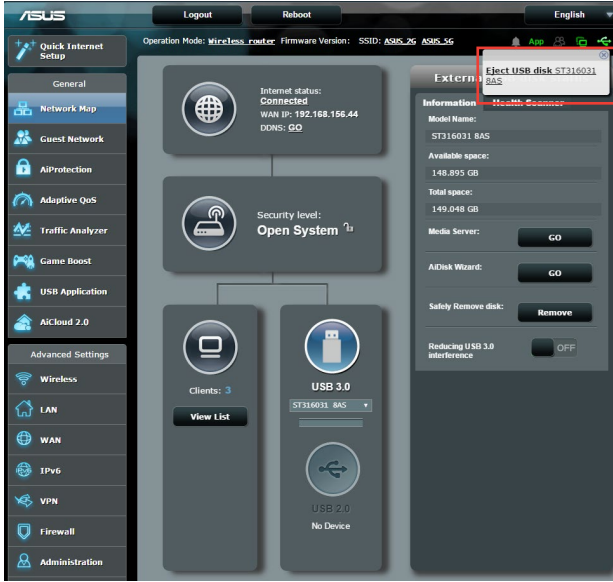 ASUS
Logout
Reboot
English
Operation Mode: Wireless router Firmware Version: SSID: ASUS_2G ASUS_5G
App
Quick Internet
Setup
General
Network Map
Guest Network
AiProtection
Adaptive QoS
Traffic Analyzer
Game Boost
USB Application
AiCloud 2.0
Advanced Settings
Wireless
LAN
WAN
IPv6
VPN
Firewall
Administration
Internet status:
Connected
WAN IP: 192.168.156.44
DDNS: GO
Security level:
Open System
Clients: 3
View List
USB 3.0
ST316031 8AS
USB 2.0
No Device
Eject USB disk ST316031
8AS
Information
Health Scanner
Model Name:
ST316031 8AS
Available space:
148.895 GB
Total space:
149.048 GB
Media Server:
GO
AiDisk Wizard:
GO
Safely Remove disk:
Remove
Reducing USB 3.0
interference
OFF